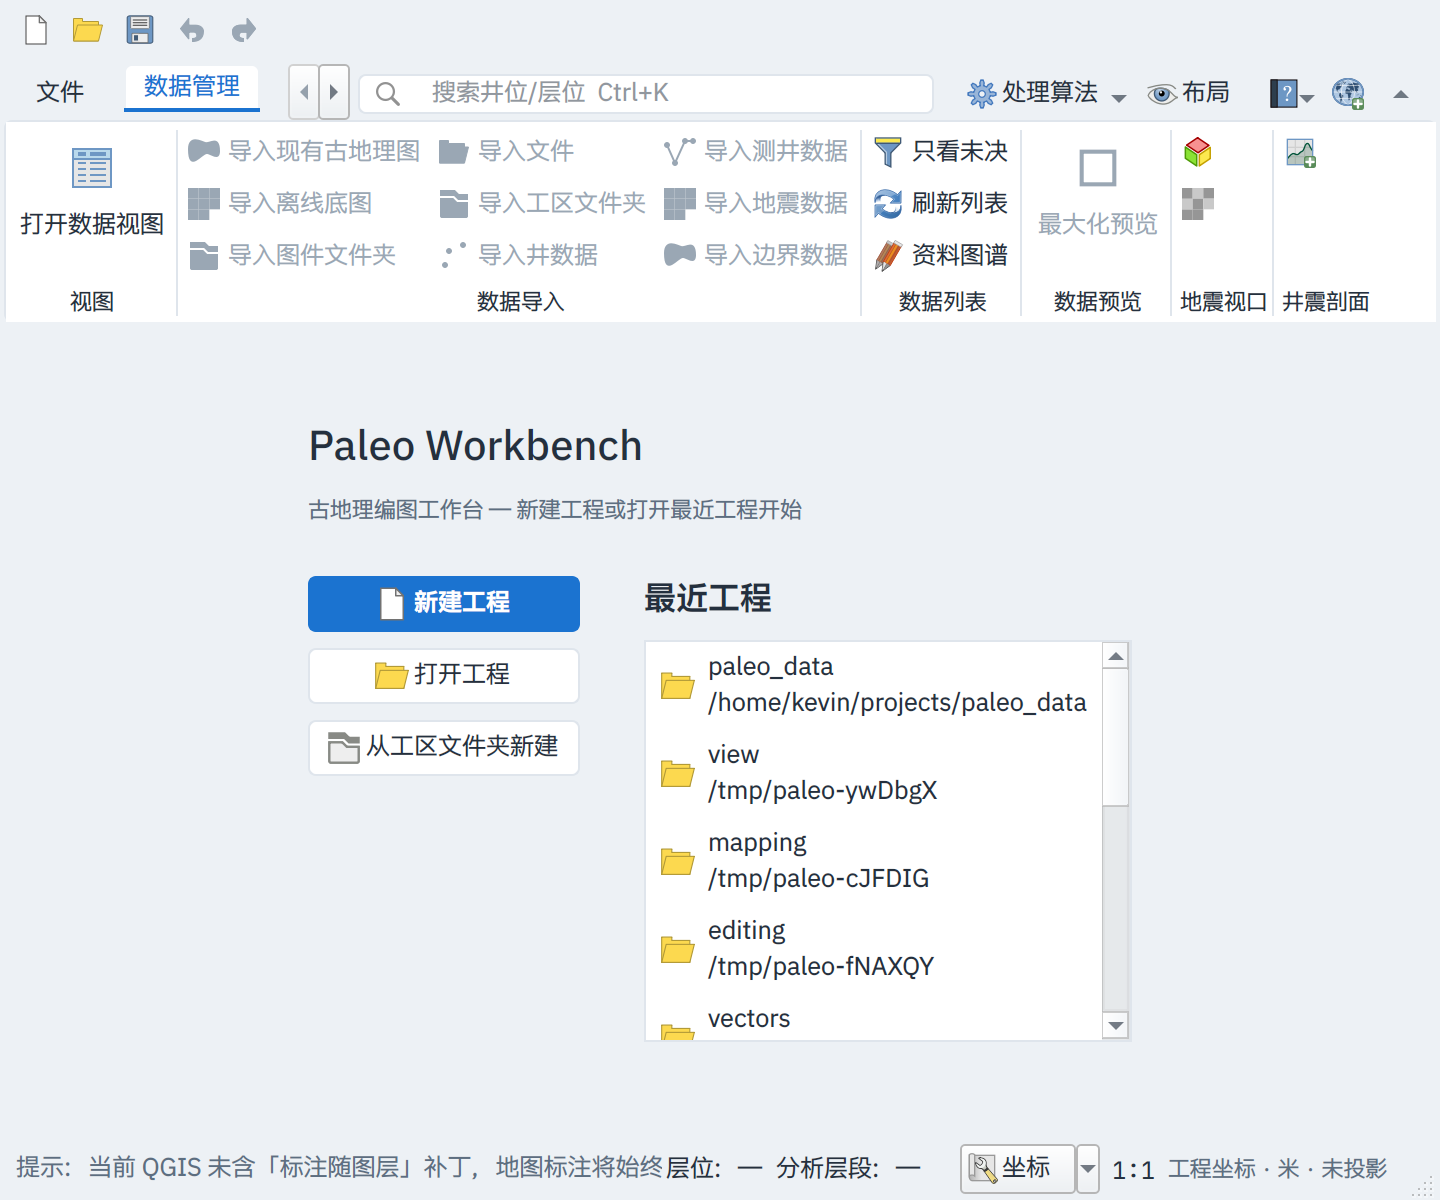 文件
数据管理
搜索井位/层位  Ctrl+K
处理算法
布局
打开数据视图
视图
导入现有古地理图
导入文件
导入测井数据
导入离线底图
导入工区文件夹
导入地震数据
导入图件文件夹
导入井数据
导入边界数据
数据导入
只看未决
刷新列表
资料图谱
数据列表
最大化预览
数据预览
地震视口
井震剖面
Paleo Workbench
古地理编图工作台 — 新建工程或打开最近工程开始
新建工程
打开工程
从工区文件夹新建
最近工程
paleo_data
/home/kevin/projects/paleo_data
view
/tmp/paleo-ywDbgX
mapping
/tmp/paleo-cJFDIG
editing
/tmp/paleo-fNAXQY
vectors
提示: 当前 QGIS 未含「标注随图层」补丁, 地图标注将始终
层位: —
分析层段: —
坐标
1:1
工程坐标 · 米 · 未投影